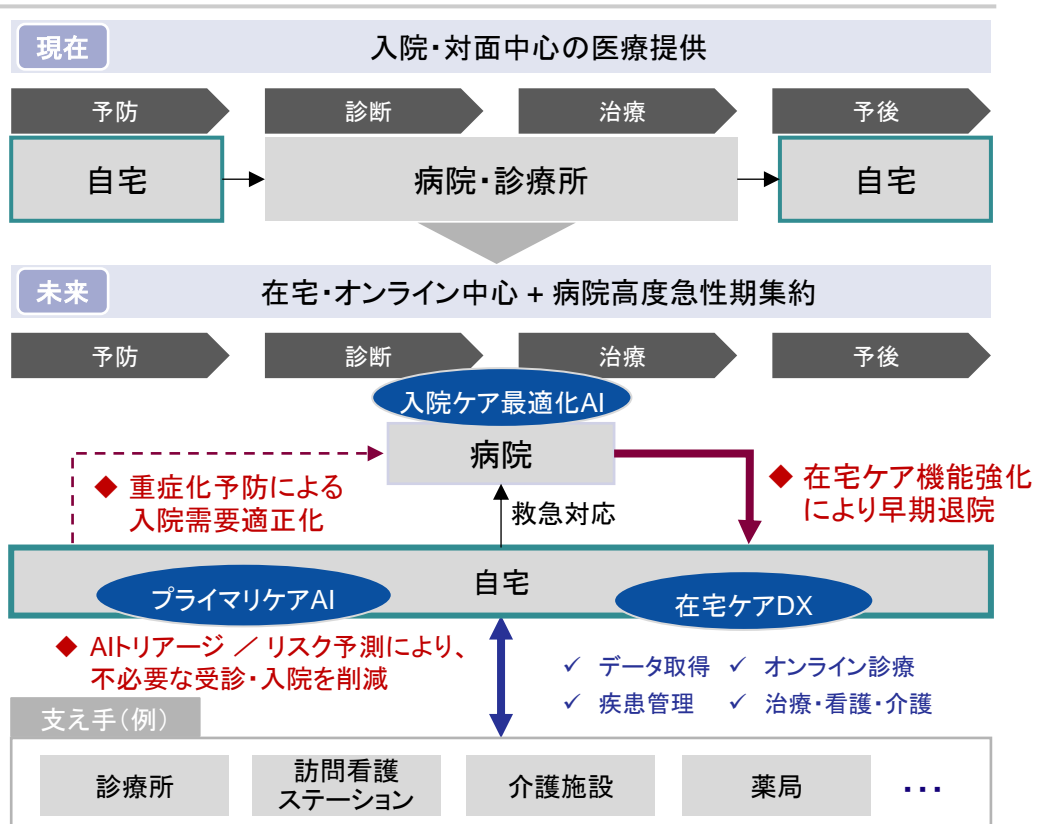 現在
入院・対面中心の医療提供
予防
診断
治療
予後
自宅
病院・診療所
自宅
未来
在宅・オンライン中心 + 病院高度急性期集約
予防
診断
治療
予後
入院ケア最適化AI
病院
◆ 重症化予防による
入院需要適正化
救急対応
◆ 在宅ケア機能強化
により早期退院
自宅
プライマリケアAI
在宅ケアDX
◆ AIトリアージ ／ リスク予測により、
不必要な受診・入院を削減
✓ データ取得 ✓ オンライン診療
✓ 疾患管理 ✓ 治療・看護・介護
支え手（例）
診療所
訪問看護
ステーション
介護施設
薬局
・・・